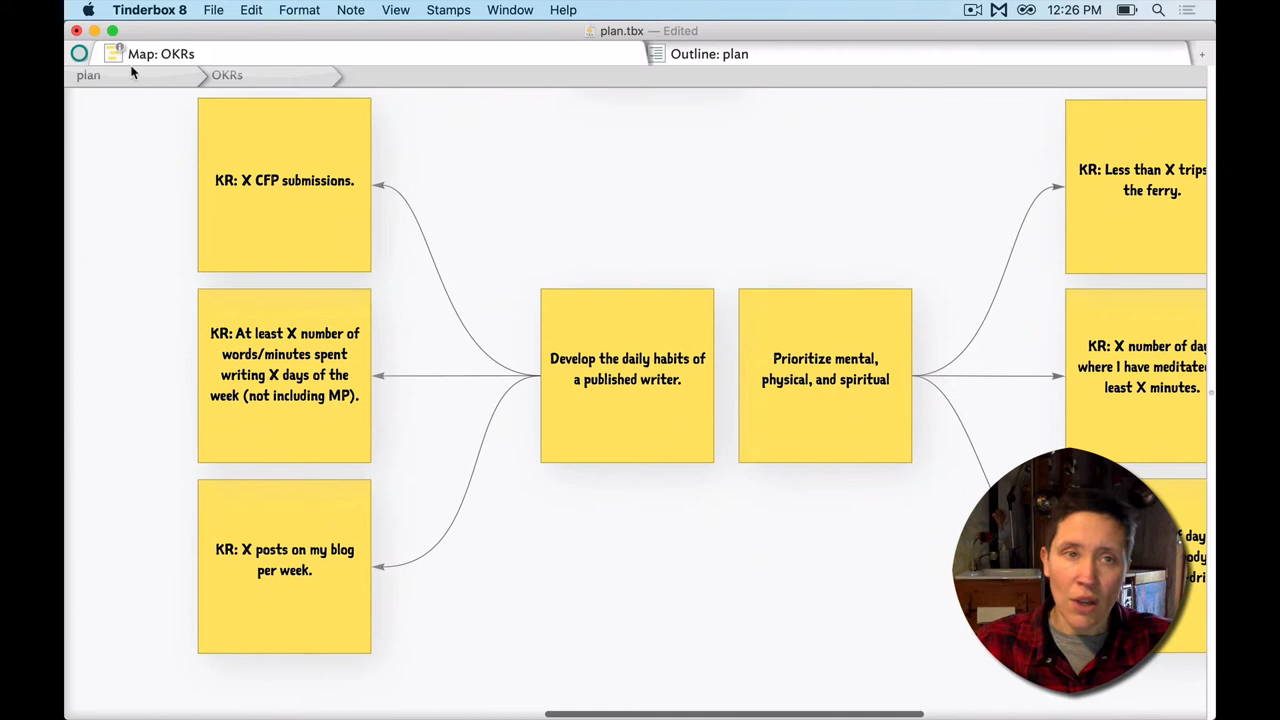 Tinderbox 8 File Edit Format Note View Stamps Window Help 12:26 PM
plan.tbx — Edited
Map: OKRs
Outline: plan
+
plan
OKRs
KR: X CFP submissions.
KR: At least X number of
words/minutes spent
writing X days of the
week (not including MP).
KR: X posts on my blog
per week.
Develop the daily habits of
a published writer.
Prioritize mental,
physical, and spiritual
KR: Less than X trips
the ferry.
KR: X number of
where I have meditate
least X minutes.